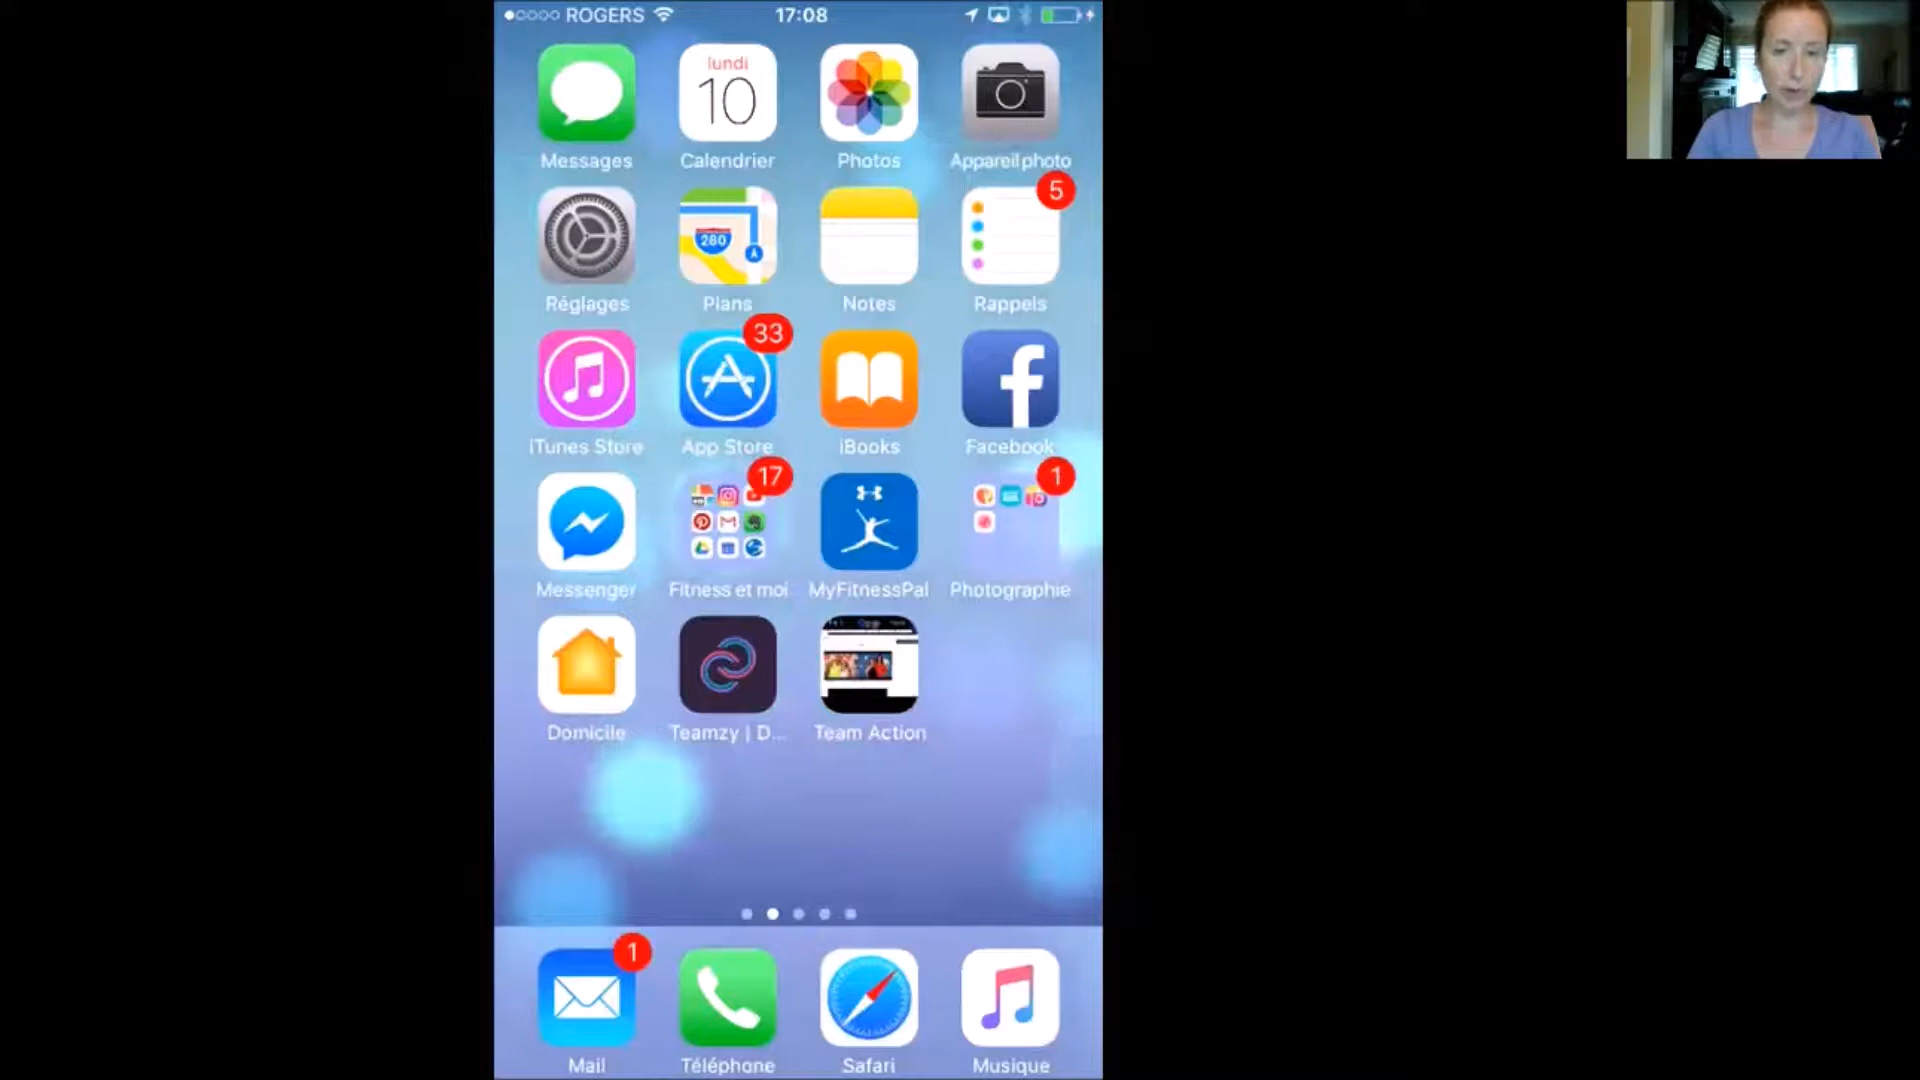 ROGERS 17:08
lundi
10
Messages Calendrier Photos Appareil photo
5
280 A
Réglages Plans Notes Rappels
33
iTunes Store App Store iBooks Facebook
17 1
Messenger Fitness et moi MyFitnessPal Photographie
Domicile Teamzy | D... Team Action
1
Mail Téléphone Safari Musique